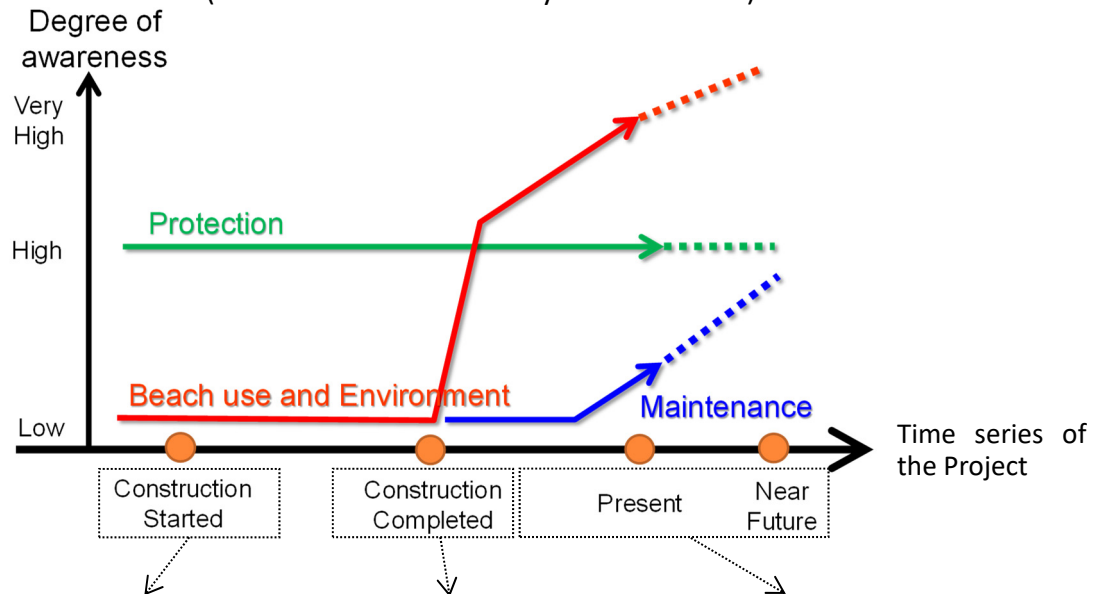 Degree of
awareness
Very
High
Protection
High
Beach use and Environment
Maintenance
Low
Time series of
the Project
Construction
Started
Construction
Completed
Present
Near
Future